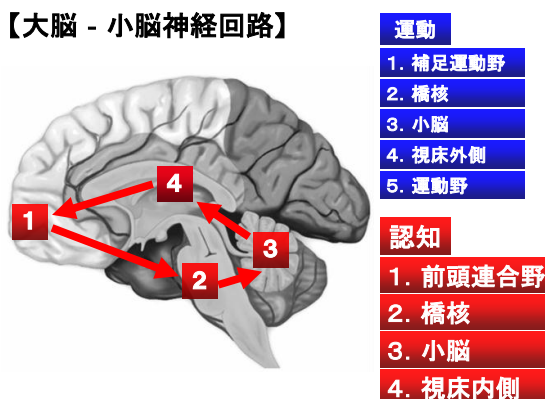 【大脳 - 小脳神経回路】
運動
1. 補足運動野
2. 橋核
3. 小脳
4. 視床外側
5. 運動野
認知
1. 前頭連合野
2. 橋核
3. 小脳
4. 視床内側
4
1
3
2